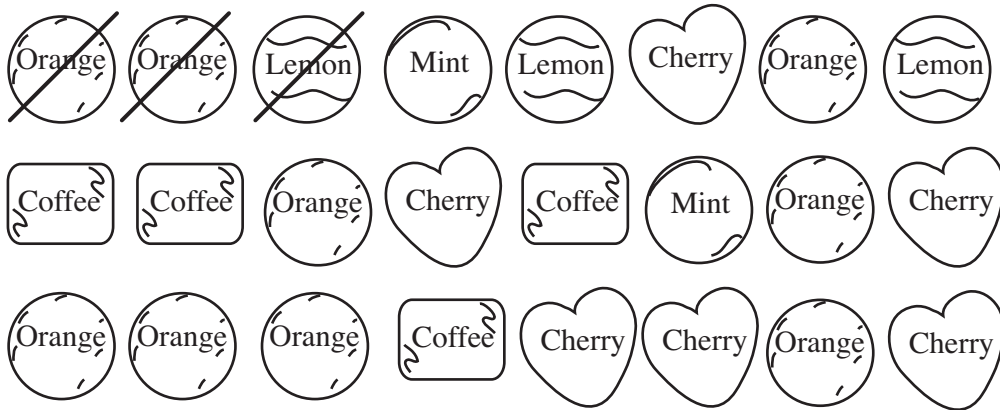 Orange Orange Lemon Mint Lemon Cherry Orange Lemon
Coffee Coffee Orange Cherry Coffee Mint Orange Cherry
Orange Orange Orange Coffee Cherry Cherry Orange Cherry